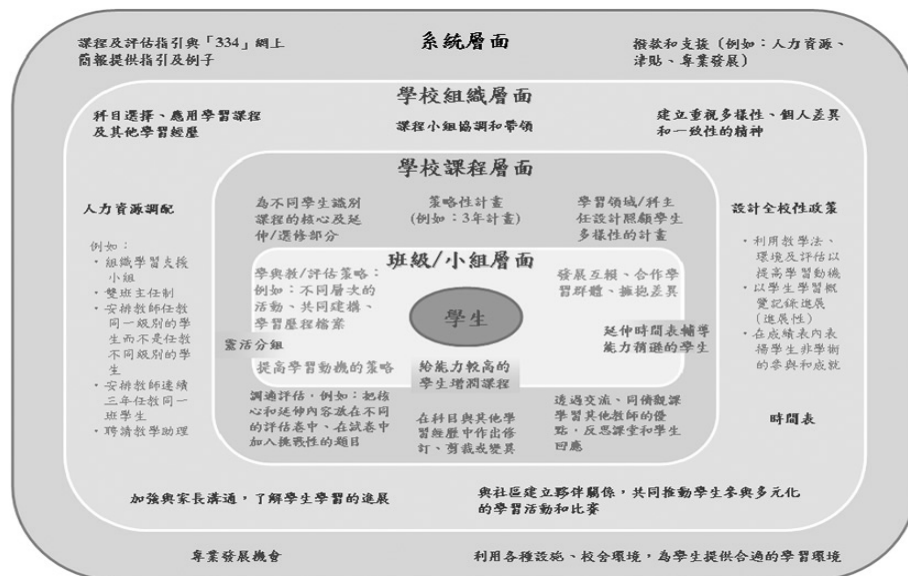 系統層面
課程及評估指引與「334」網上
簡報提供指引及例子
撥款和支援(例如:人力資源、
津貼、專業發展)
學校組織層面
科目選擇、應用學習課程
及其他學習經歷
課程小組協調和帶領
建立重視多樣性、個人差異
和一致性的精神
學校課程層面
為不同學生識別
課程的核心及延
伸/選修部分
策略性計畫
(例如:3年計畫)
學習領域/科主
任設計照顧學生
多樣性的計畫
人力資源調配
例如:
•組織學習支援
小組
•雙班主任制
•安排教師任教
同一級別的學
生而不是任教
不同級別的學
生
•安排教師連續
三年任教同一
班學生
•聘請教學助理
設計全校性政策
•利用教學法、
環境及評估以
提高學習動機
•以學生學習概
覽記錄進展
(進展性)
•在成績表內表
揚學生非學術
的參與和成就
時間表
班級/小組層面
學與教/評估策略:
例如:不同層次的
活動、共同建構、
學習歷程檔案
發展互賴、合作學
習群體、擁抱差異
學生
靈活分組
延伸時間表輔導
能力稍遜的學生
提高學習動機的策略
給能力較高的
學生增潤課程
調適評估,例如:把核
心和延伸內容放在不同
的評估卷中、在試卷中
加入挑戰性的題目
在科目與其他學
習經歷中作出修
訂、剪裁或變異
透過交流、同儕觀課
學習其他教師的優
點,反思課堂和學生
回應
加強與家長溝通,了解學生學習的進展
與社區建立夥伴關係,共同推動學生參與多元化
的學習活動和比賽
專業發展機會
利用各種設施、校舍環境,為學生提供合適的學習環境